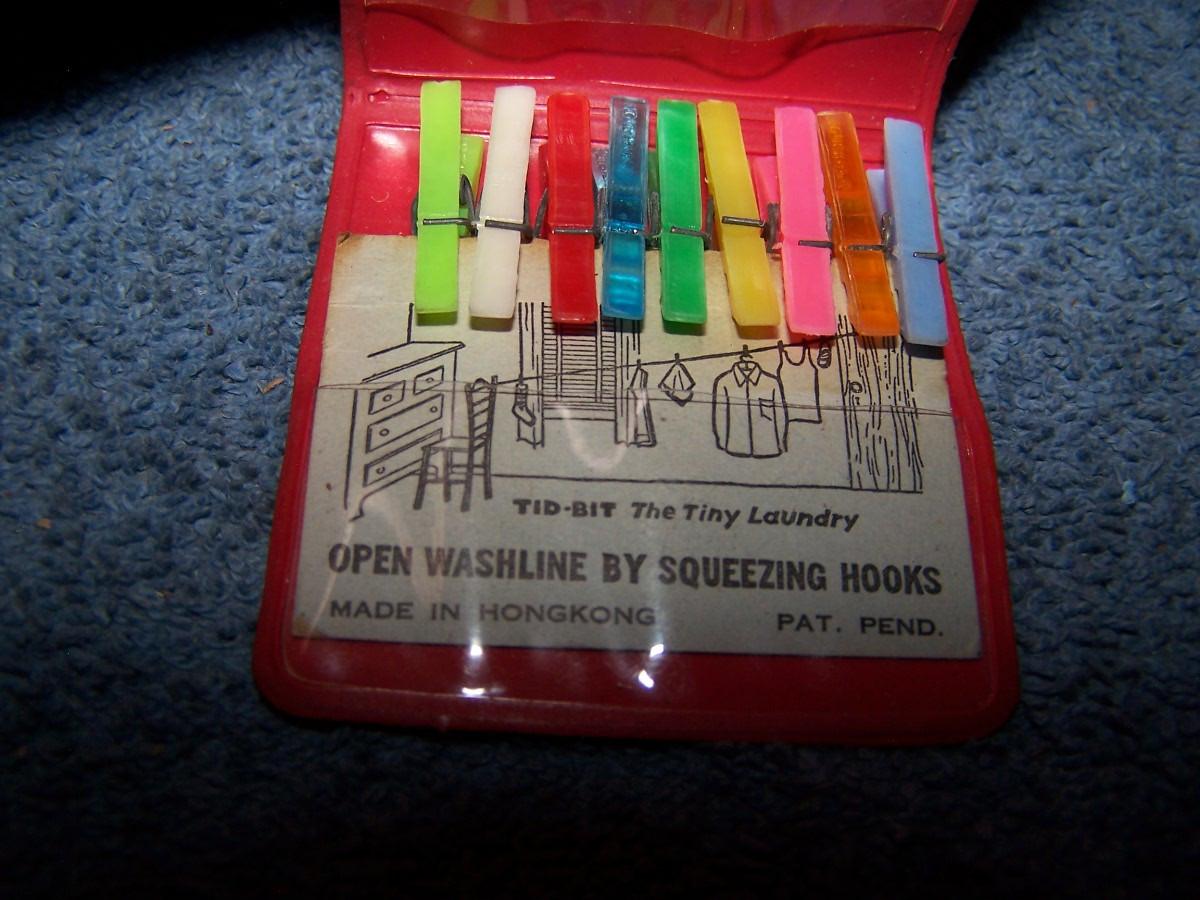 TID-BIT The Tiny Laundry
OPEN WASHLINE BY SQUEEZING HOOKS
MADE IN HONGKONG PAT. PEND.